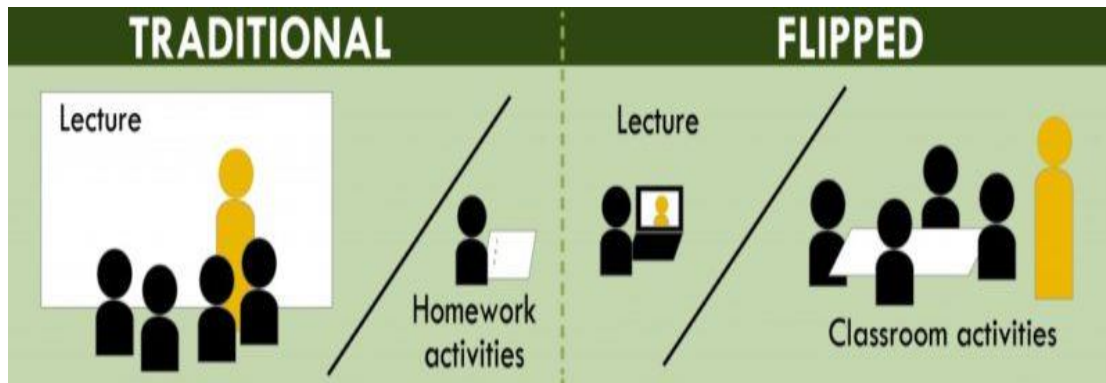 TRADITIONAL
Lecture
Homework
activities
FLIPPED
Lecture
Classroom activities